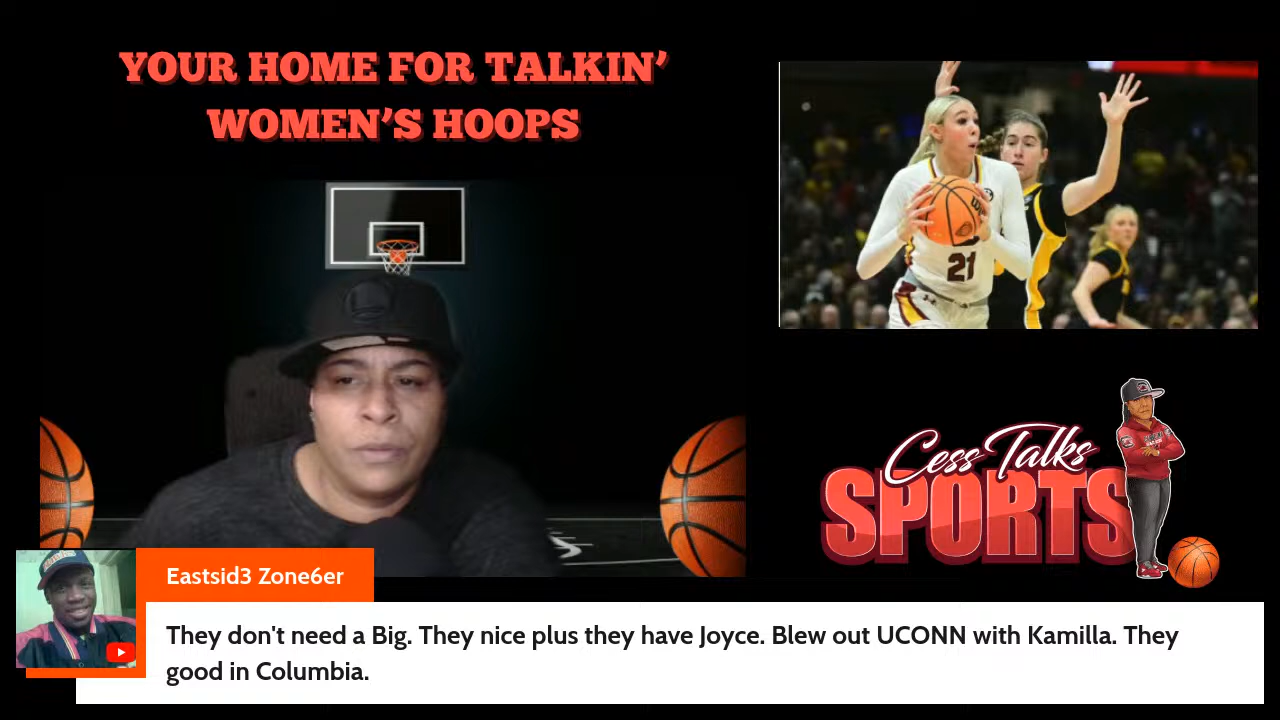 YOUR HOME FOR TALKIN'
WOMEN'S HOOPS
21
Cess Talks
SPORTS
Eastsid3 Zone6er
They don't need a Big. They nice plus they have Joyce. Blew out UCONN with Kamilla. They
good in Columbia.